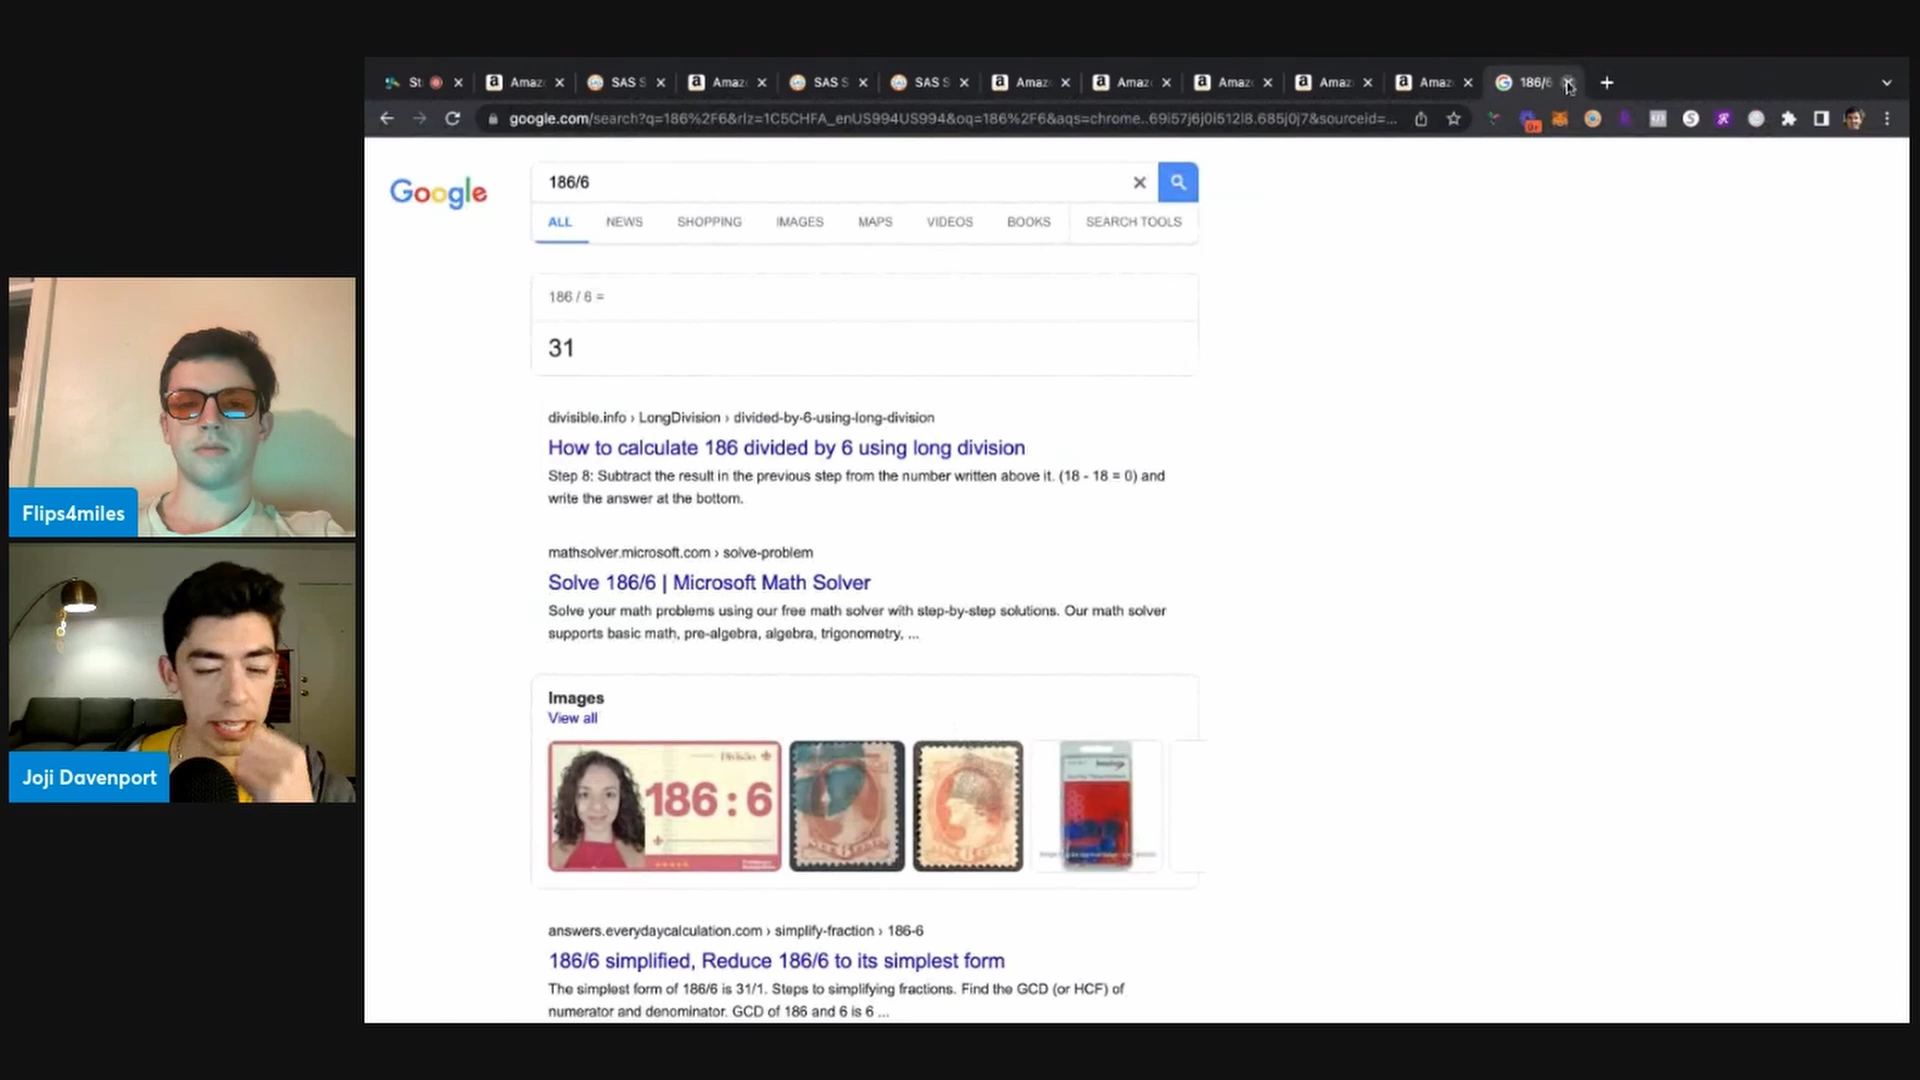 St
Amaz
SAS S
Amaz
SAS S
SAS S
Amaz
Amaz
Amaz
Amaz
Amaz
186/6
google.com/search?q=186%2F6&rlz=1C5CHFA_enUS994US994&oq=186%2F6&aqs=chrome..69i57j6j0i512l8.685j0j7&sourceid=...
Google
186/6
ALL NEWS SHOPPING IMAGES MAPS VIDEOS BOOKS SEARCH TOOLS
186 / 6 =
31
divisible.info › LongDivision › divided-by-6-using-long-division
How to calculate 186 divided by 6 using long division
Step 8: Subtract the result in the previous step from the number written above it. (18 - 18 = 0) and
write the answer at the bottom.
mathsolver.microsoft.com › solve-problem
Solve 186/6 | Microsoft Math Solver
Solve your math problems using our free math solver with step-by-step solutions. Our math solver
supports basic math, pre-algebra, algebra, trigonometry, ...
Images
View all
Divisão
186 : 6
answers.everydaycalculation.com › simplify-fraction › 186-6
186/6 simplified, Reduce 186/6 to its simplest form
The simplest form of 186/6 is 31/1. Steps to simplifying fractions. Find the GCD (or HCF) of
numerator and denominator. GCD of 186 and 6 is 6 ...
Flips4miles
Joji Davenport